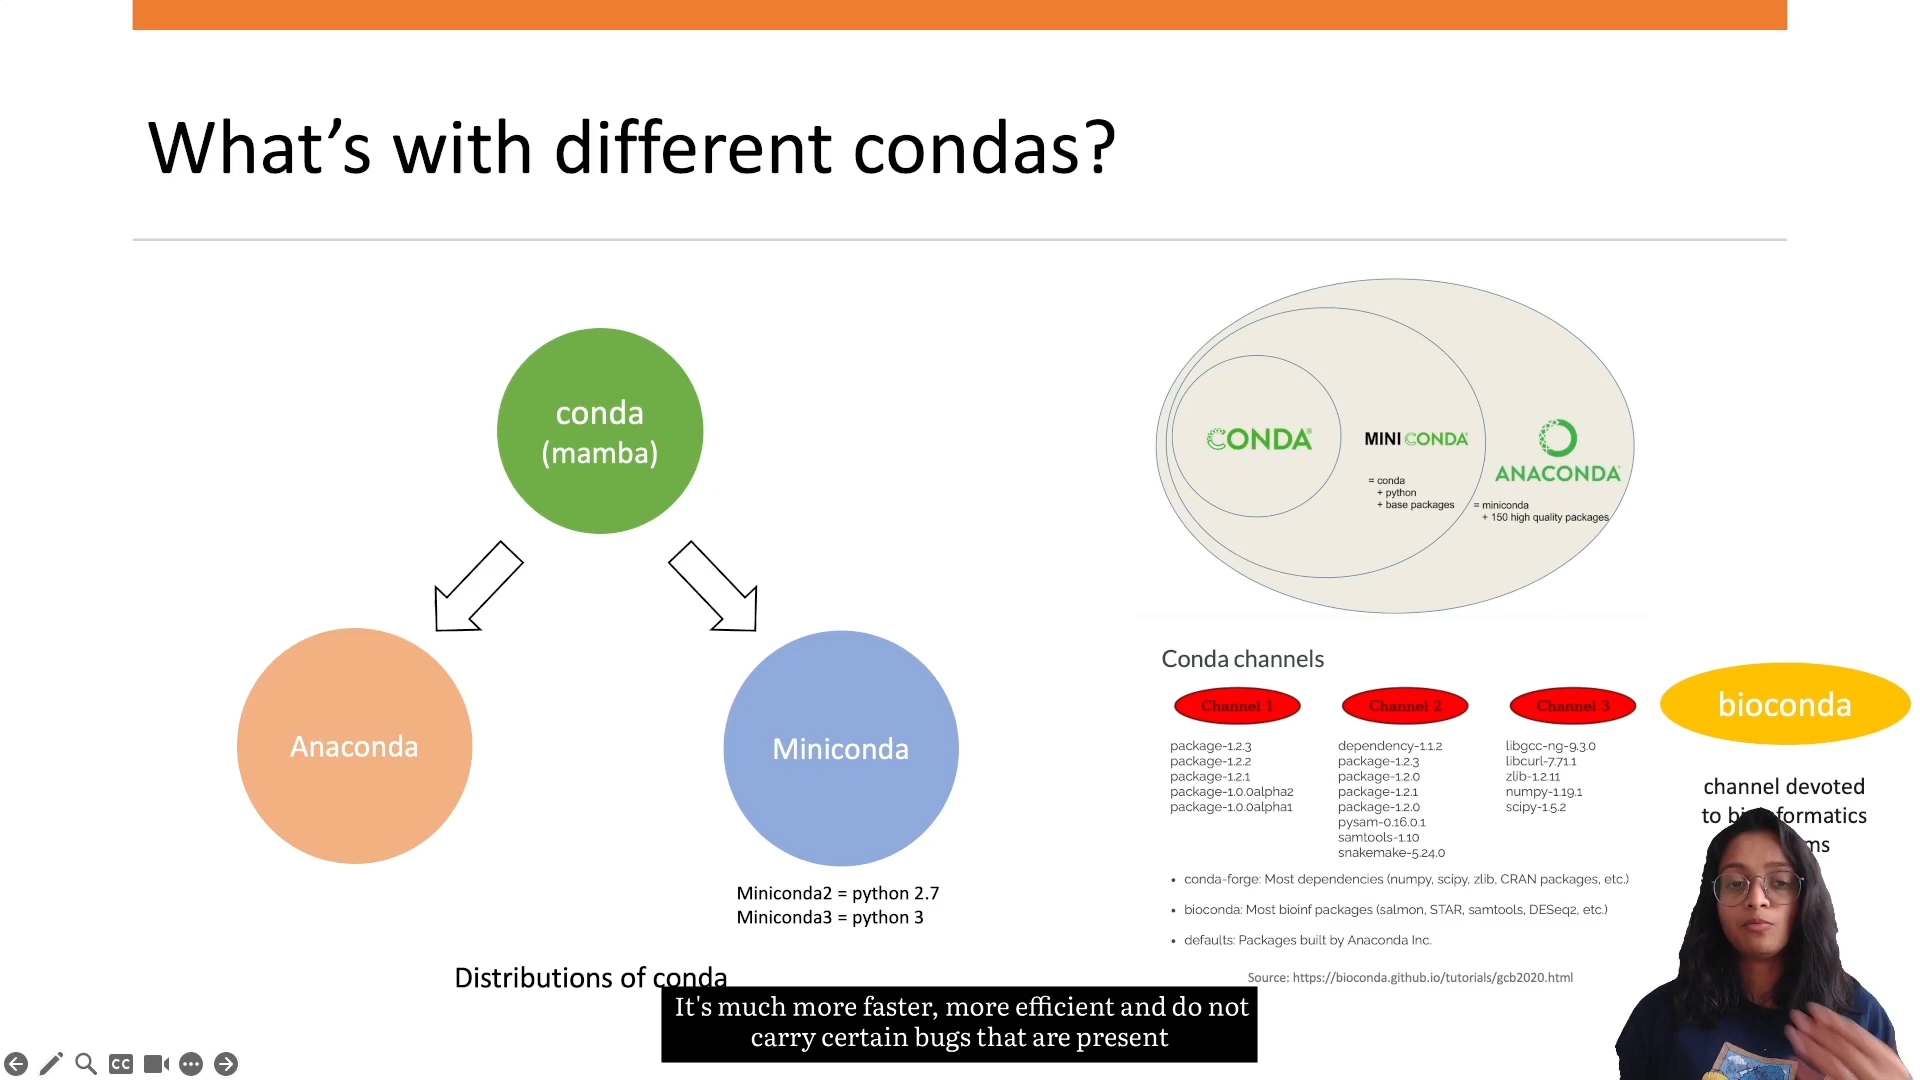 What's with different condas?
conda
(mamba)
Anaconda
Miniconda
Miniconda2 = python 2.7
Miniconda3 = python 3
Distributions of conda
CONDA
MINICONDA
= conda
+ python
+ base packages
ANACONDA
= miniconda
+ 150 high quality packages
Conda channels
Channel 1
package-1.2.3
package-1.2.2
package-1.2.1
package-1.0.0alpha2
package-1.0.0alpha1
Channel 2
dependency-1.1.2
package-1.2.3
package-1.2.0
package-1.2.1
package-1.2.0
pysam-0.16.0.1
samtools-1.10
snakemake-5.24.0
Channel 3
libgcc-ng-9.3.0
libcurl-7.71.1
zlib-1.2.11
numpy-1.19.1
scipy-1.5.2
bioconda
channel devoted
to
• conda-forge: Most dependencies (numpy, scipy, zlib, CRAN packages, etc.)
• bioconda: Most bioinf packages (salmon, STAR, samtools, DESeq2, etc.)
• defaults: Packages built by Anaconda Inc.
Source: https://bioconda.github.io/tutorials/gcb2020.html
It's much more faster, more efficient and do not
carry certain bugs that are present
CC